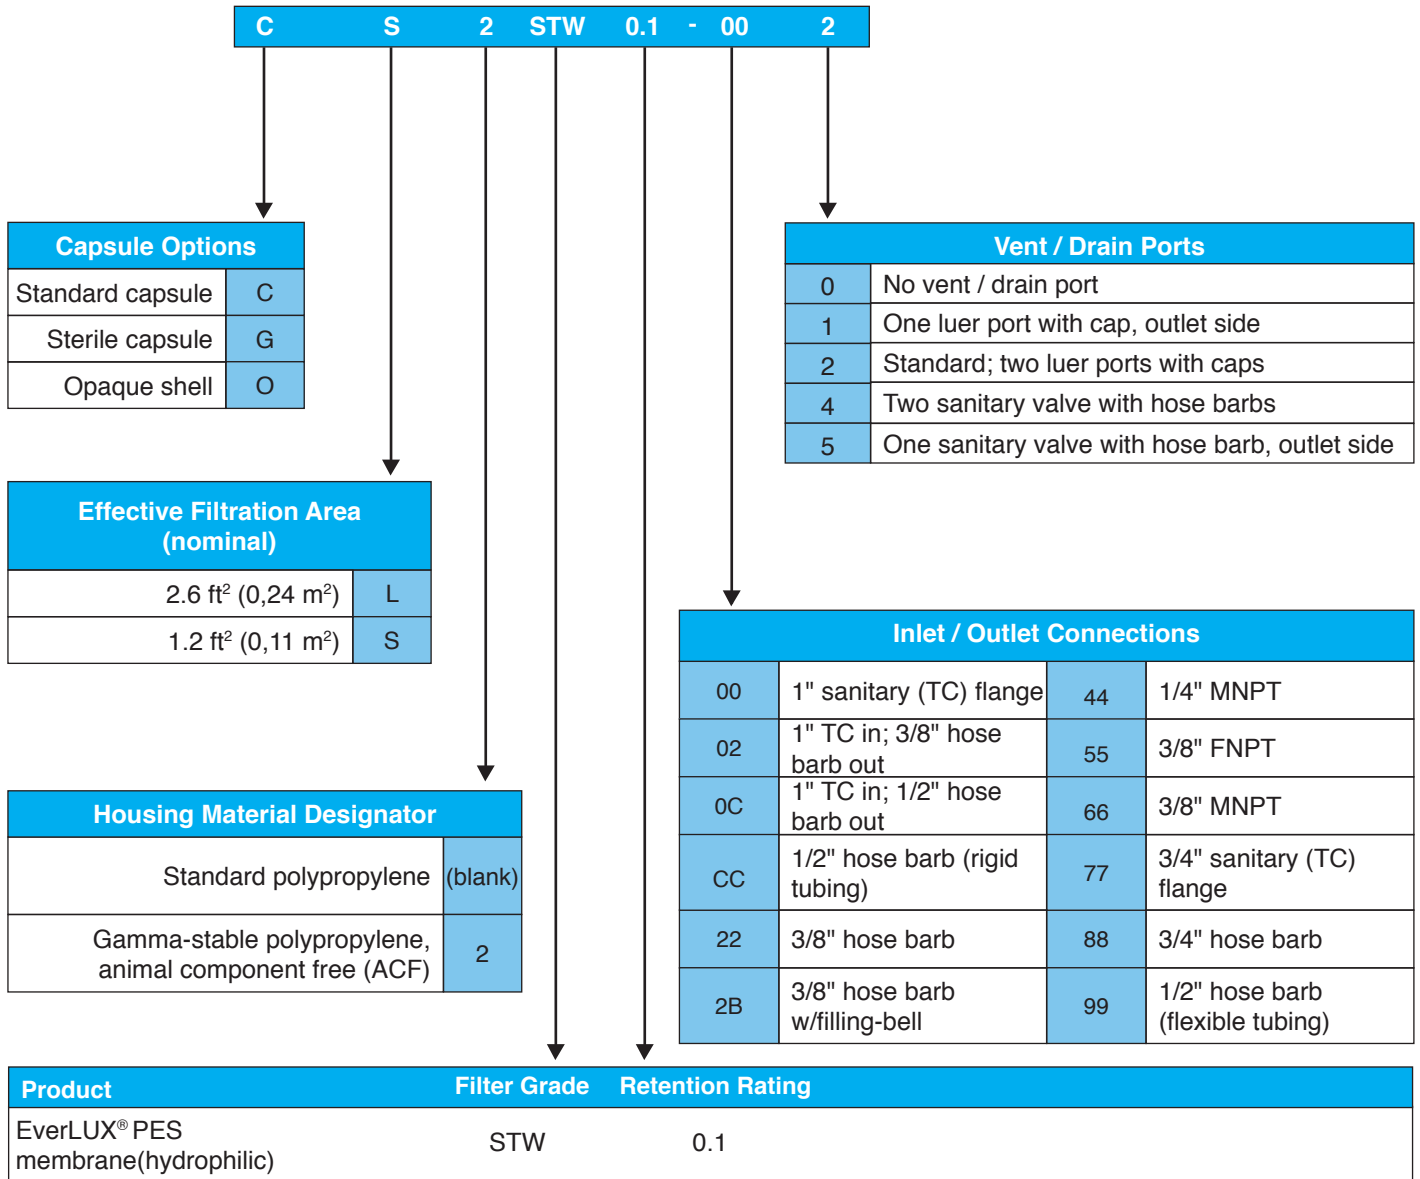 C S 2 STW 0.1 - 00 2
Capsule Options
Standard capsule C
Sterile capsule G
Opaque shell O
Vent / Drain Ports
0 No vent / drain port
1 One luer port with cap, outlet side
2 Standard; two luer ports with caps
4 Two sanitary valve with hose barbs
5 One sanitary valve with hose barb, outlet side
Effective Filtration Area
(nominal)
2.6 ft² (0,24 m²) L
1.2 ft² (0,11 m²) S
Inlet / Outlet Connections
00 1" sanitary (TC) flange 44 1/4" MNPT
02 1" TC in; 3/8" hose
barb out
55 3/8" FNPT
0C 1" TC in; 1/2" hose
barb out
66 3/8" MNPT
CC 1/2" hose barb (rigid
tubing)
77 3/4" sanitary (TC)
flange
22 3/8" hose barb 88 3/4" hose barb
2B 3/8" hose barb
w/filling-bell
99 1/2" hose barb
(flexible tubing)
Housing Material Designator
Standard polypropylene (blank)
Gamma-stable polypropylene,
animal component free (ACF)
2
Product Filter Grade Retention Rating
EverLUX® PES
membrane(hydrophilic)
STW 0.1